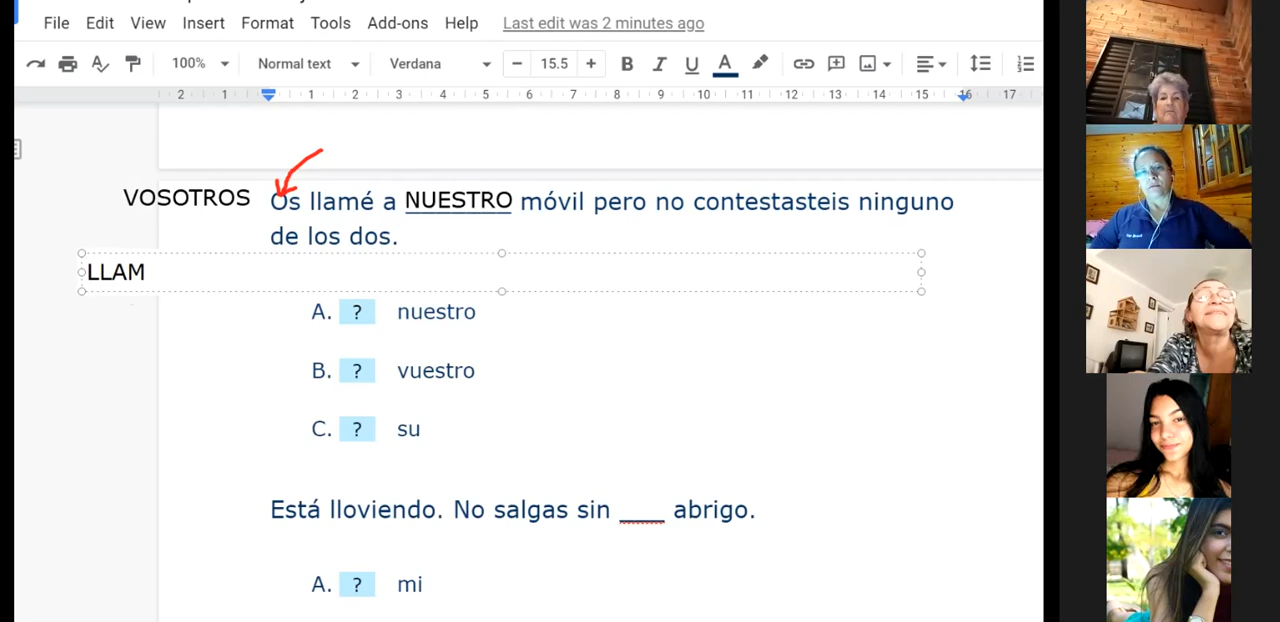 File Edit View Insert Format Tools Add-ons Help Last edit was 2 minutes ago
100% Normal text Verdana − 15.5 + B I U A
2 1 1 2 3 4 5 6 7 8 9 10 11 12 13 14 15 16 17
VOSOTROS Os llamé a NUESTRO móvil pero no contestasteis ninguno
de los dos.
LLAM
A. ? nuestro
B. ? vuestro
C. ? su
Está lloviendo. No salgas sin ____ abrigo.
A. ? mi